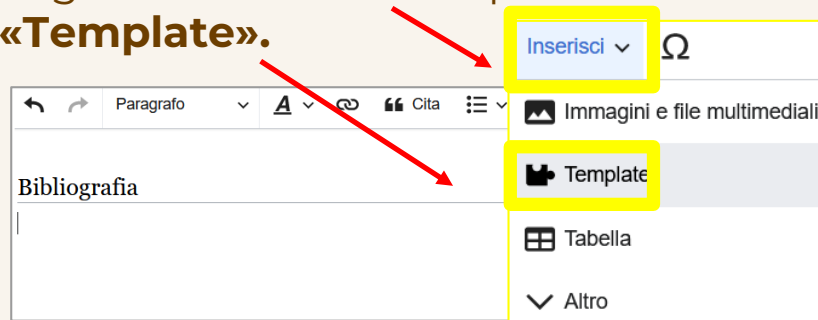 «Template».
Inserisci Ω
Paragrafo A Cita
Immagini e file multimediali
Template
Bibliografia
Tabella
Altro